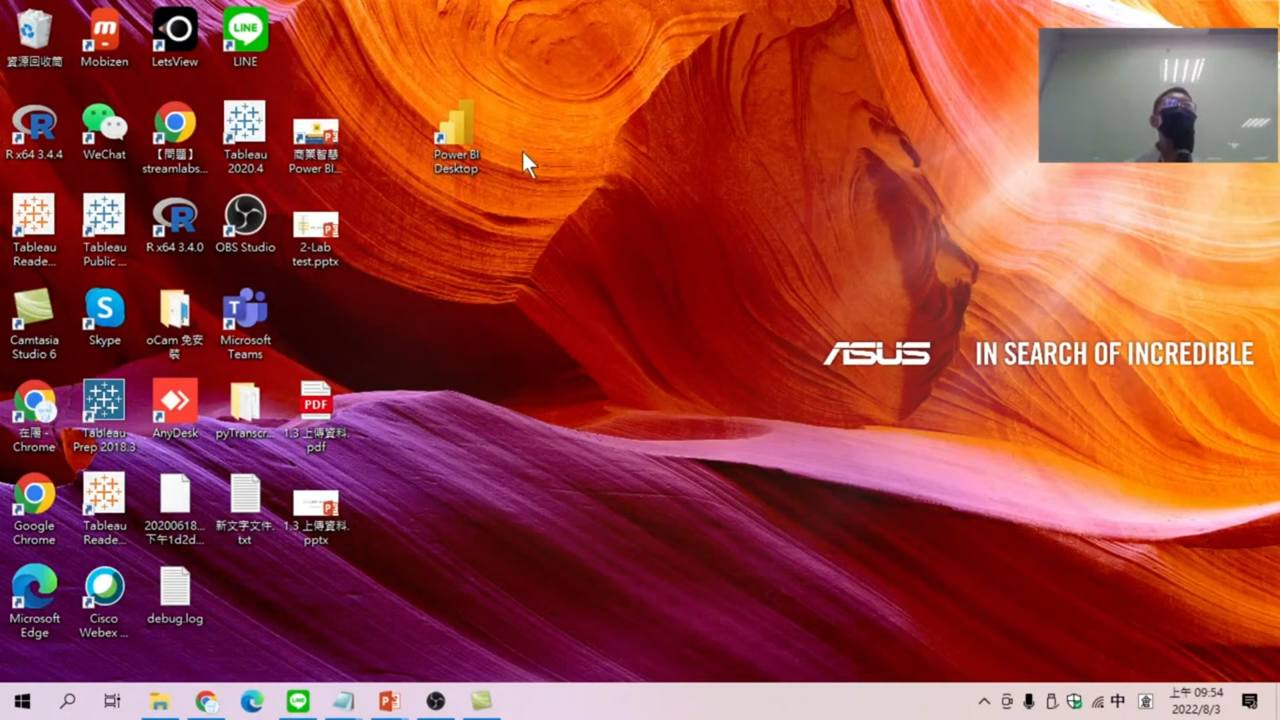 資源回收筒
Mobizen
LetsView
LINE
LINE
R x64 3.4.4
WeChat
【問題】
streamlabs...
Tableau
2020.4
商業智慧
Power BI...
Power BI
Desktop
Tableau
Reade...
Tableau
Public ...
R x64 3.4.0
OBS Studio
2-Lab
test.pptx
Camtasia
Studio 6
Skype
oCam 免安
裝
Microsoft
Teams
ASUS IN SEARCH OF INCREDIBLE
在陽 -
Chrome
Tableau
Prep 2018.3
AnyDesk
pyTranscr...
PDF
1.3 上傳資料.
pdf
Google
Chrome
Tableau
Reade...
20200618...
下午1d2d...
新文字文件.
txt
1.3 上傳資料.
pptx
Microsoft
Edge
Cisco
Webex ...
debug.log
中
上午 09:54
2022/8/3